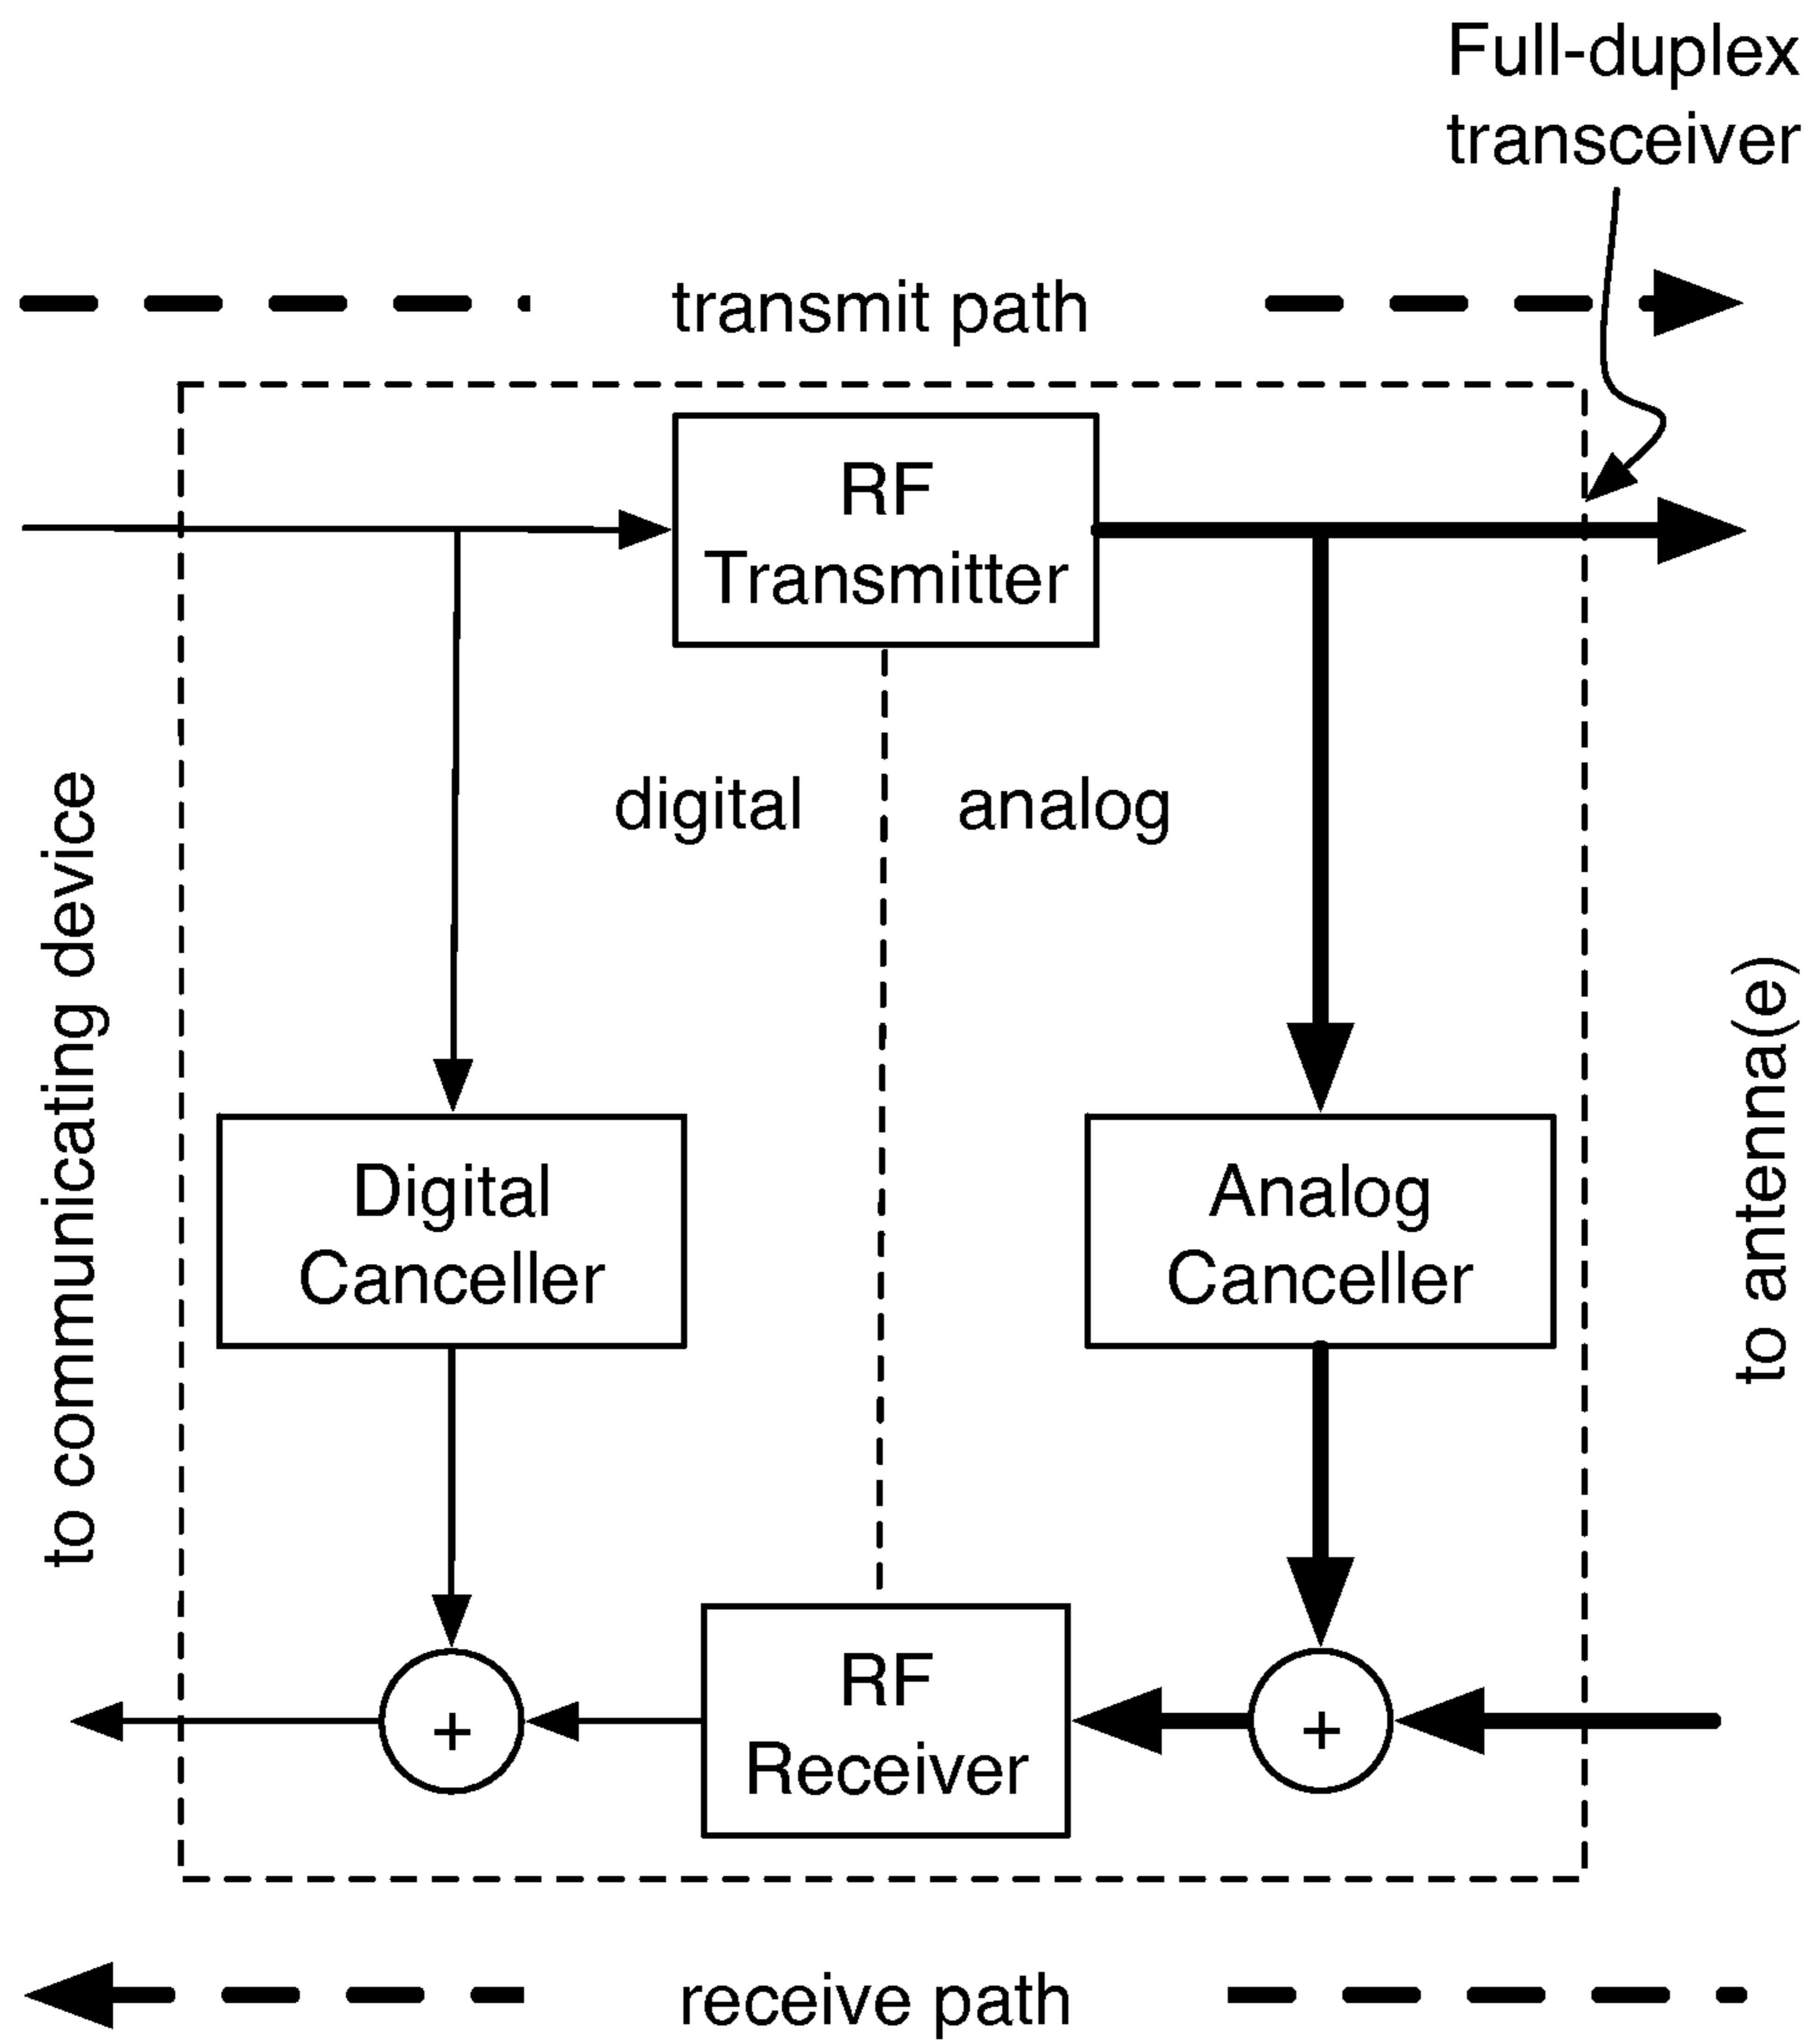 Full-duplex
transceiver
transmit path
RF
Transmitter
digital
analog
to communicating device
to antenna(e)
Digital
Canceller
Analog
Canceller
RF
Receiver
+
+
receive path